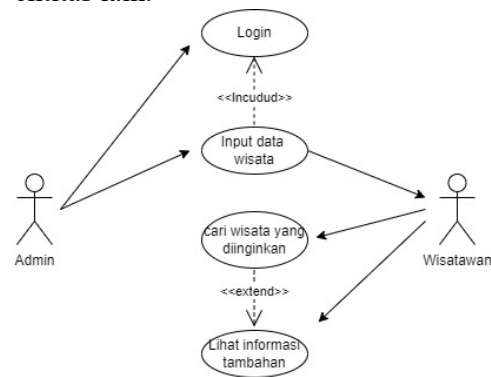 Login
<<Incudud>>
Input data
wisata
Admin
cari wisata yang
diinginkan
Wisatawan
<<extend>>
Lihat informasi
tambahan